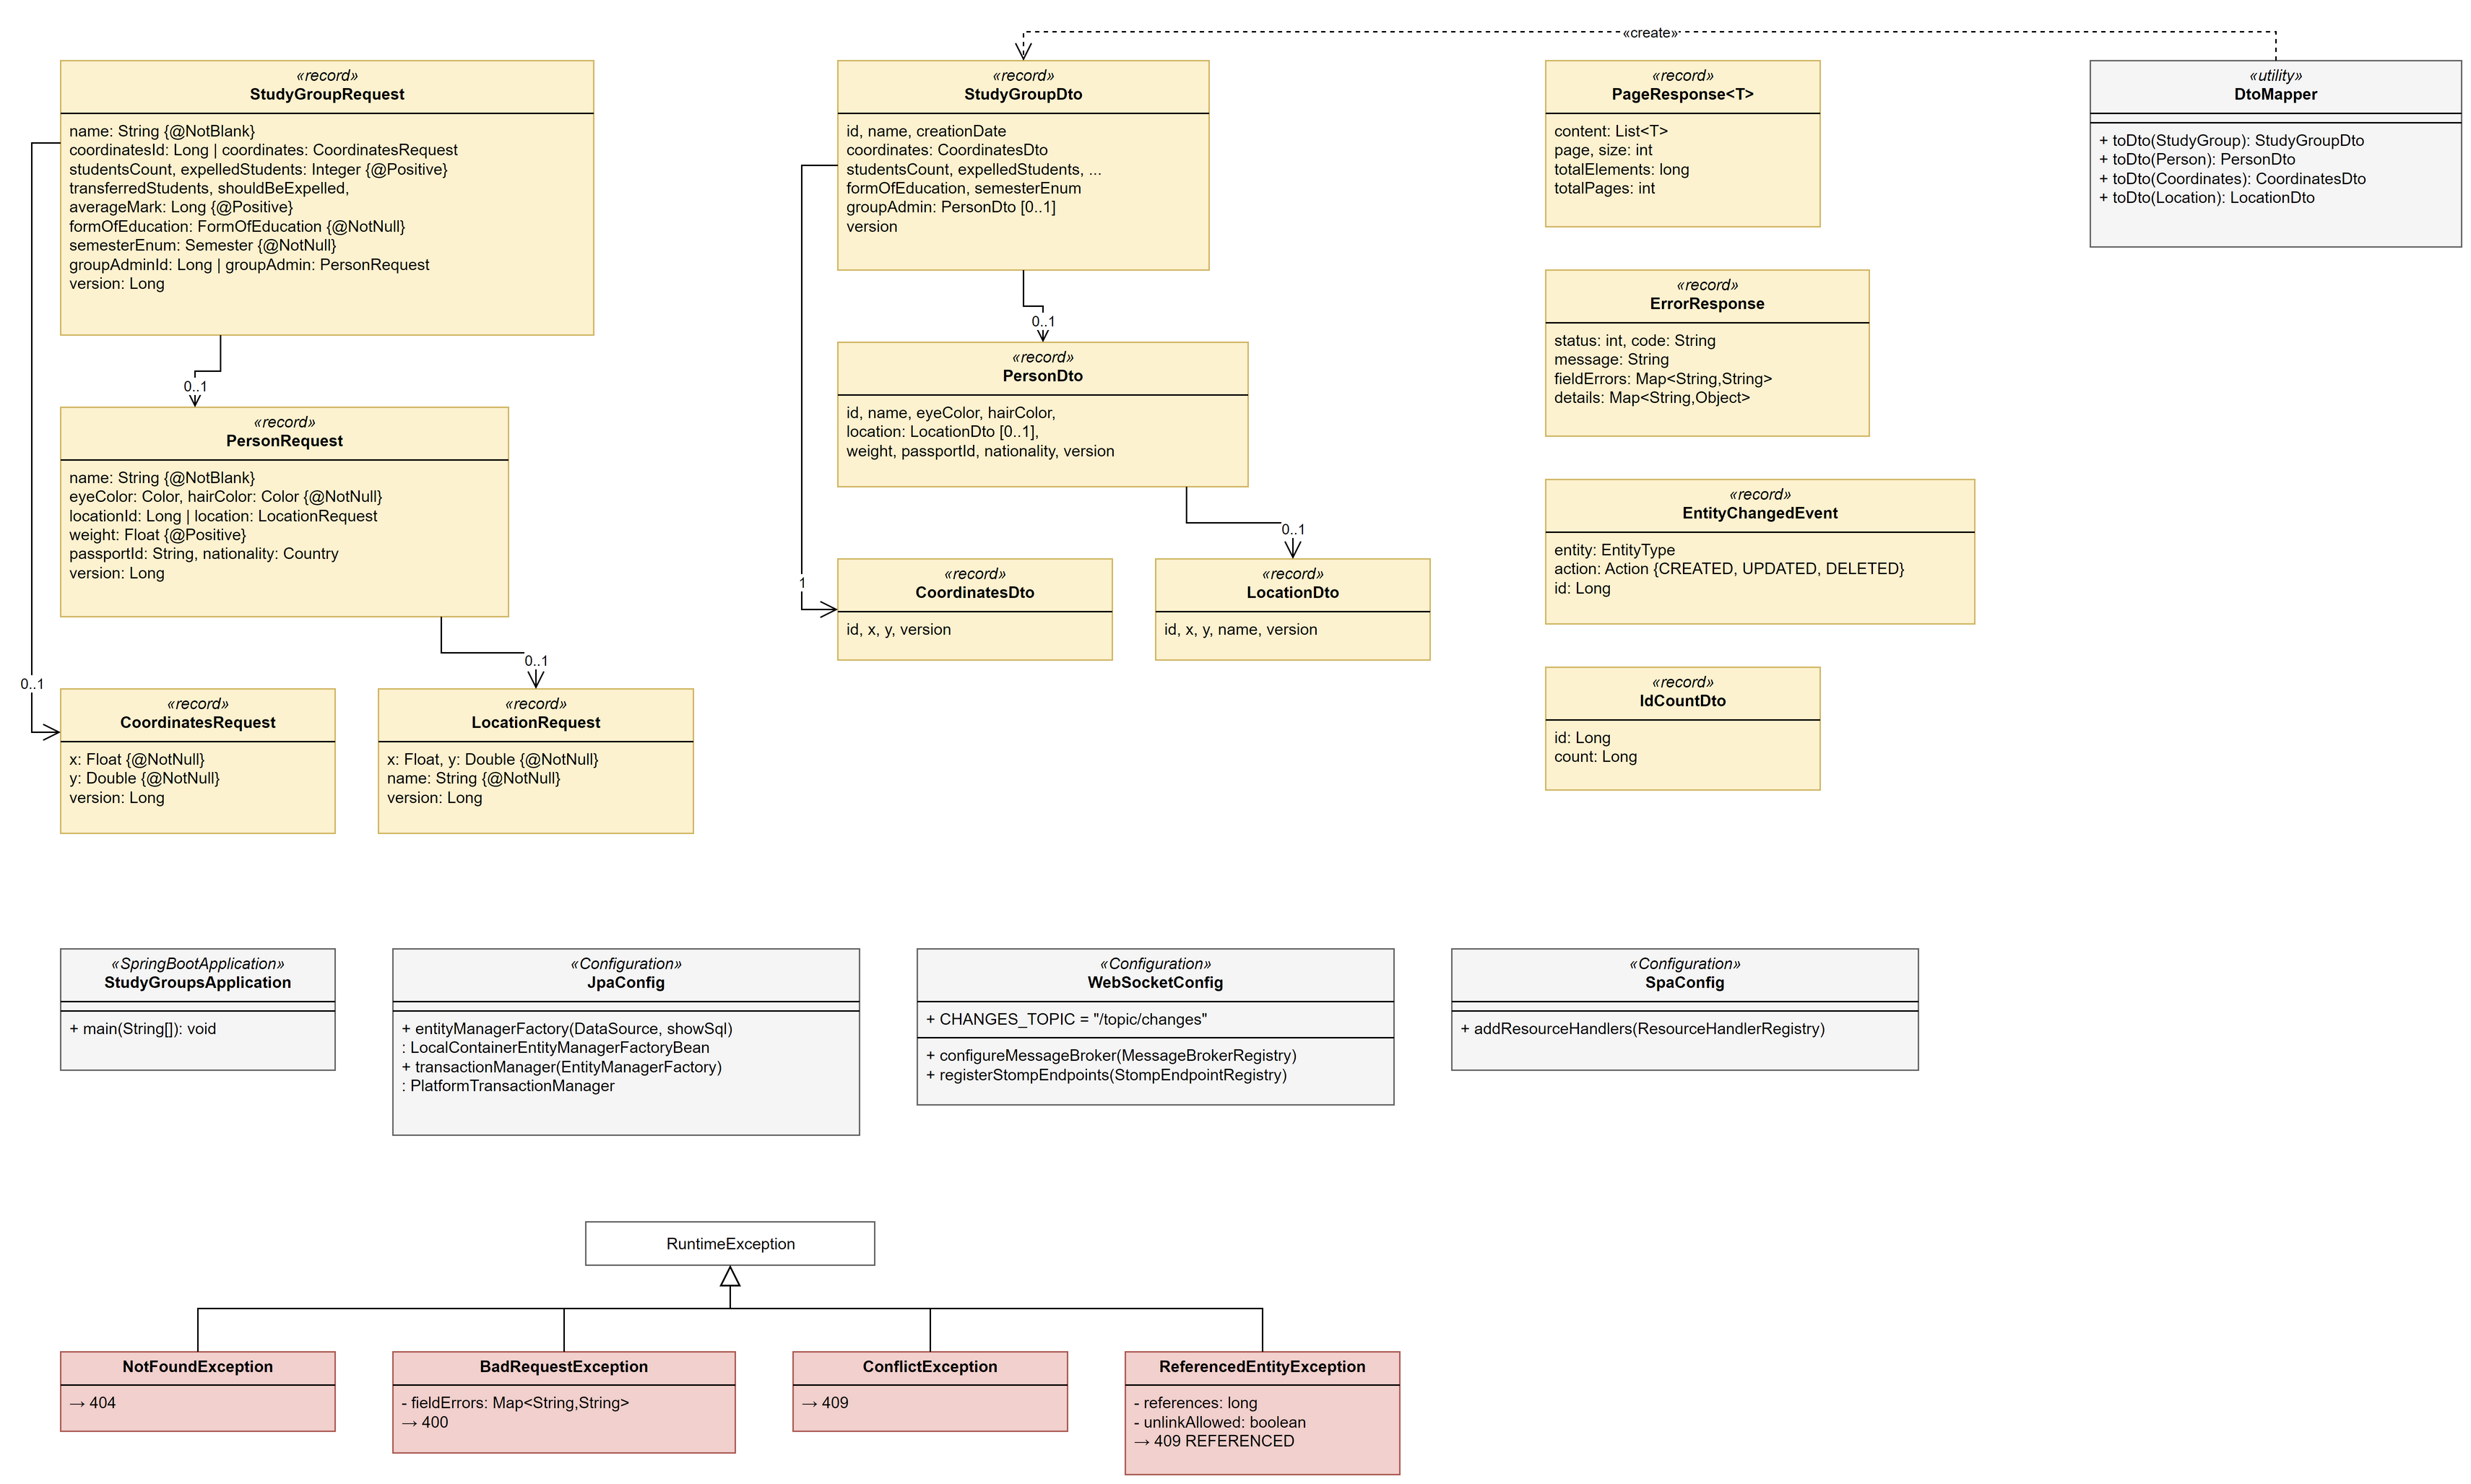 «create»
«record»
StudyGroupRequest
name: String {@NotBlank}
coordinatesId: Long | coordinates: CoordinatesRequest
studentsCount, expelledStudents: Integer {@Positive}
transferredStudents, shouldBeExpelled,
averageMark: Long {@Positive}
formOfEducation: FormOfEducation {@NotNull}
semesterEnum: Semester {@NotNull}
groupAdminId: Long | groupAdmin: PersonRequest
version: Long
0..1
«record»
PersonRequest
name: String {@NotBlank}
eyeColor: Color, hairColor: Color {@NotNull}
locationId: Long | location: LocationRequest
weight: Float {@Positive}
passportId: String, nationality: Country
version: Long
0..1
0..1
«record»
CoordinatesRequest
x: Float {@NotNull}
y: Double {@NotNull}
version: Long
«record»
LocationRequest
x: Float, y: Double {@NotNull}
name: String {@NotNull}
version: Long
«record»
StudyGroupDto
id, name, creationDate
coordinates: CoordinatesDto
studentsCount, expelledStudents, ...
formOfEducation, semesterEnum
groupAdmin: PersonDto [0..1]
version
0..1
«record»
PersonDto
id, name, eyeColor, hairColor,
location: LocationDto [0..1],
weight, passportId, nationality, version
0..1
1
«record»
CoordinatesDto
id, x, y, version
«record»
LocationDto
id, x, y, name, version
«record»
PageResponse<T>
content: List<T>
page, size: int
totalElements: long
totalPages: int
«record»
ErrorResponse
status: int, code: String
message: String
fieldErrors: Map<String,String>
details: Map<String,Object>
«record»
EntityChangedEvent
entity: EntityType
action: Action {CREATED, UPDATED, DELETED}
id: Long
«record»
IdCountDto
id: Long
count: Long
«utility»
DtoMapper
+ toDto(StudyGroup): StudyGroupDto
+ toDto(Person): PersonDto
+ toDto(Coordinates): CoordinatesDto
+ toDto(Location): LocationDto
«SpringBootApplication»
StudyGroupsApplication
+ main(String[]): void
«Configuration»
JpaConfig
+ entityManagerFactory(DataSource, showSql)
: LocalContainerEntityManagerFactoryBean
+ transactionManager(EntityManagerFactory)
: PlatformTransactionManager
«Configuration»
WebSocketConfig
+ CHANGES_TOPIC = "/topic/changes"
+ configureMessageBroker(MessageBrokerRegistry)
+ registerStompEndpoints(StompEndpointRegistry)
«Configuration»
SpaConfig
+ addResourceHandlers(ResourceHandlerRegistry)
RuntimeException
NotFoundException
→ 404
BadRequestException
- fieldErrors: Map<String,String>
→ 400
ConflictException
→ 409
ReferencedEntityException
- references: long
- unlinkAllowed: boolean
→ 409 REFERENCED